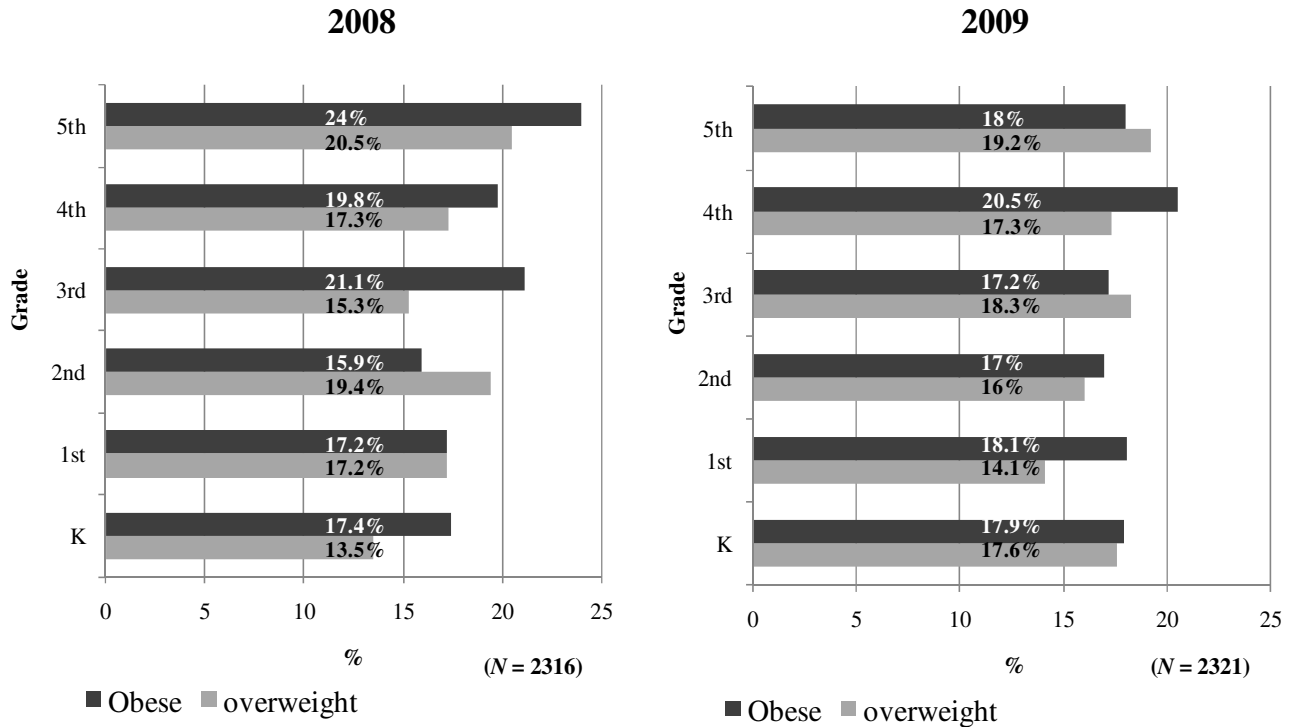 2008
5th
24%
20.5%
4th
19.8%
17.3%
3rd
21.1%
15.3%
2nd
15.9%
19.4%
1st
17.2%
17.2%
K
17.4%
13.5%
Grade
0 5 10 15 20 25
%
(N = 2316)
Obese overweight
2009
5th
18%
19.2%
4th
20.5%
17.3%
3rd
17.2%
18.3%
2nd
17%
16%
1st
18.1%
14.1%
K
17.9%
17.6%
Grade
0 5 10 15 20 25
%
(N = 2321)
Obese overweight